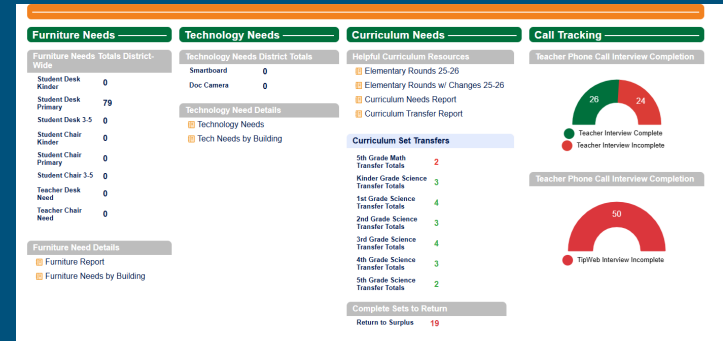 Furniture Needs
Furniture Needs Totals District-
Wide
Student Desk
Kinder
0
Student Desk
Primary
79
Student Desk 3-5
0
Student Chair
Kinder
0
Student Chair
Primary
0
Student Chair 3-5
0
Teacher Desk
Need
0
Teacher Chair
Need
0
Furniture Need Details
Furniture Report
Furniture Needs by Building
Technology Needs
Technology Needs District Totals
Smartboard
0
Doc Camera
0
Technology Need Details
Technology Needs
Tech Needs by Building
Curriculum Needs
Helpful Curriculum Resources
Elementary Rounds 25-26
Elementary Rounds w/ Changes 25-26
Curriculum Needs Report
Curriculum Transfer Report
Curriculum Set Transfers
5th Grade Math
Transfer Totals
2
Kinder Grade Science
Transfer Totals
3
1st Grade Science
Transfer Totals
4
2nd Grade Science
Transfer Totals
3
3rd Grade Science
Transfer Totals
4
4th Grade Science
Transfer Totals
3
5th Grade Science
Transfer Totals
2
Complete Sets to Return
Return to Surplus
19
Call Tracking
Teacher Phone Call Interview Completion
26
24
Teacher Interview Complete
Teacher Interview Incomplete
Teacher Phone Call Interview Completion
50
TipWeb Interview Incomplete